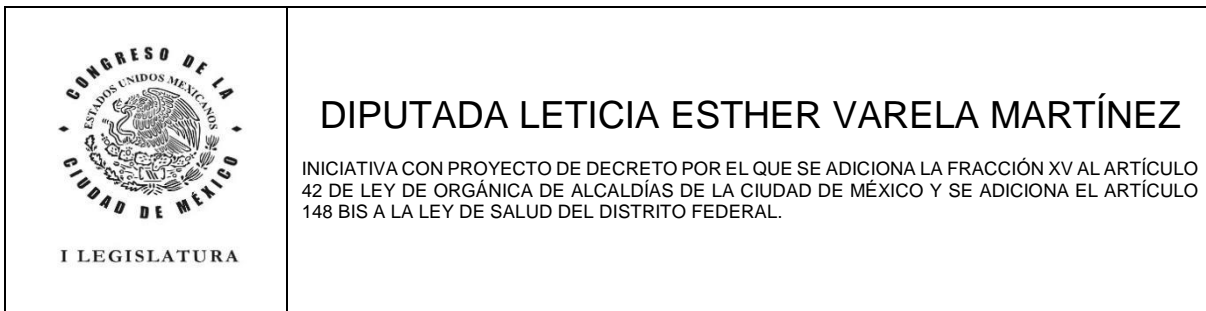 CONGRESO DE LA
CIUDAD DE MÉXICO
ESTADOS UNIDOS MEXICANOS
I LEGISLATURA
DIPUTADA LETICIA ESTHER VARELA MARTÍNEZ
INICIATIVA CON PROYECTO DE DECRETO POR EL QUE SE ADICIONA LA FRACCIÓN XV AL ARTÍCULO
42 DE LEY DE ORGÁNICA DE ALCALDÍAS DE LA CIUDAD DE MÉXICO Y SE ADICIONA EL ARTÍCULO
148 BIS A LA LEY DE SALUD DEL DISTRITO FEDERAL.